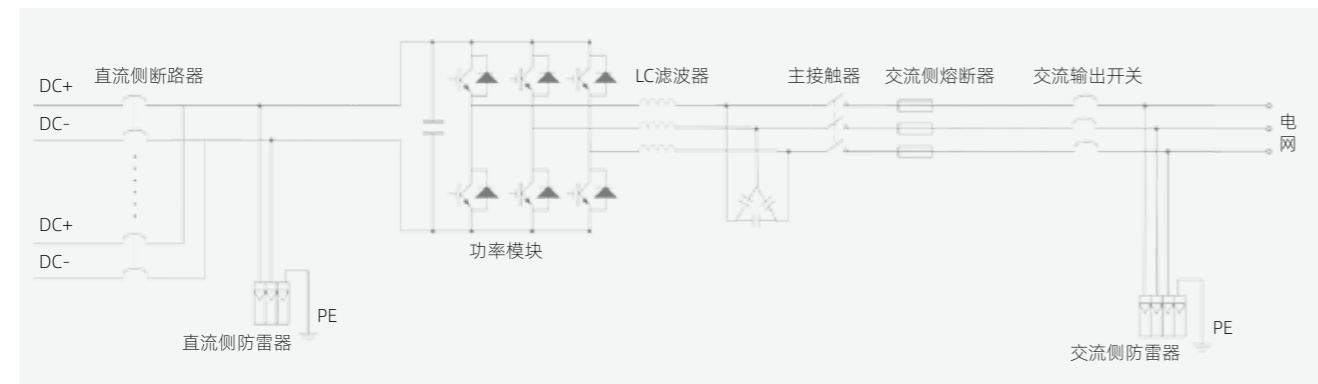 直流侧断路器
LC滤波器
主接触器
交流侧熔断器
交流输出开关
DC+
DC-
电网
DC+
DC-
功率模块
PE
直流侧防雷器
PE
交流侧防雷器